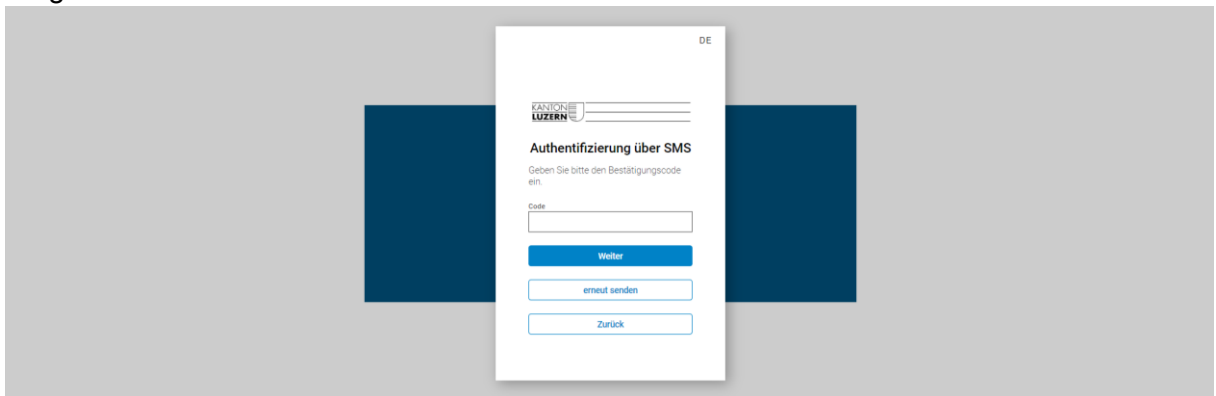 DE
KANTON
LUZERN
Authentifizierung über SMS
Geben Sie bitte den Bestätigungscode
ein.
Code
Weiter
erneut senden
Zurück